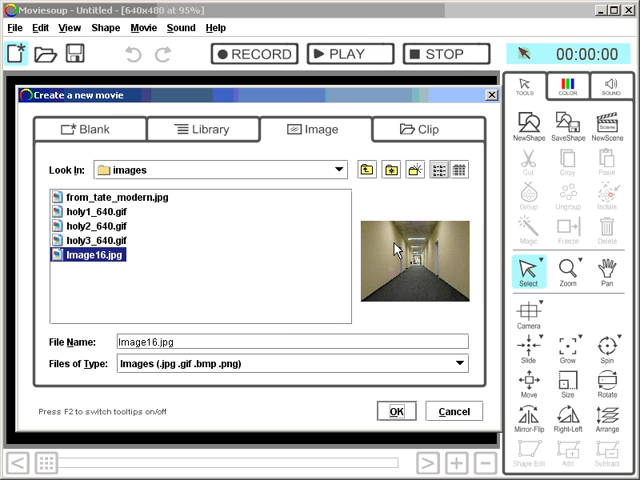 Moviesoup - Untitled - [640x480 at 95%]
File Edit View Shape Movie Sound Help
RECORD PLAY STOP 00:00:00
Create a new movie
Blank Library Image Clip
Look In: images
from_tate_modern.jpg
holy1_640.gif
holy2_640.gif
holy3_640.gif
Image16.jpg
File Name: Image16.jpg
Files of Type: Images (.jpg .gif .bmp .png)
Press F2 to switch tooltips on/off
OK Cancel
TOOLS COLOR SOUND
NewShape SaveShape NewScene
Cut Copy Paste
Group Ungroup Isolate
Magic Freeze Delete
Select Zoom Pan
Camera
Slide Grow Spin
Move Size Rotate
Mirror-Flip Right-Left Arrange
Shape Edit Add Subtract